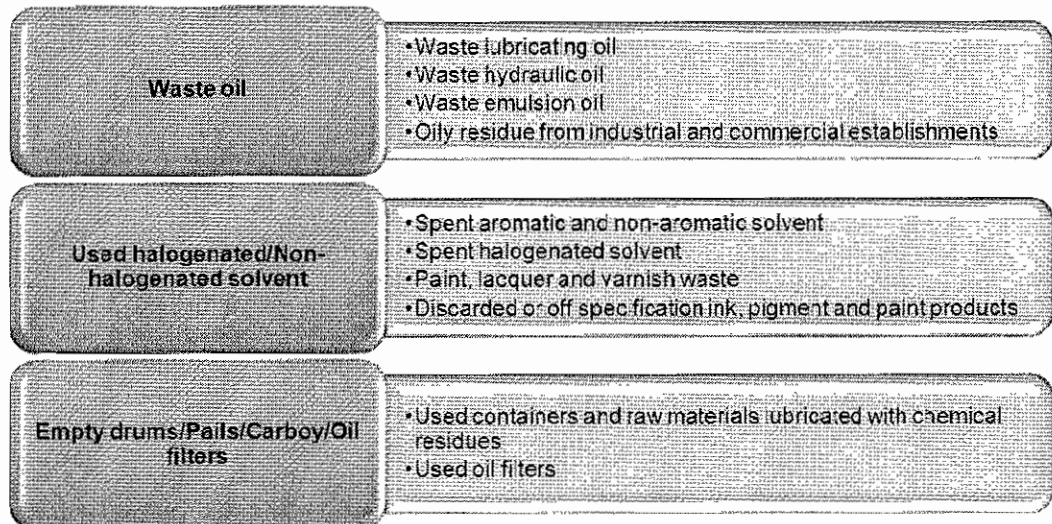 Waste oil
•Waste lubricating oil
•Waste hydraulic oil
•Waste emulsion oil
•Oily residue from industrial and commercial establishments
Used halogenated/Non-
halogenated solvent
•Spent aromatic and non-aromatic solvent
•Spent halogenated solvent
•Paint, lacquer and varnish waste
•Discarded or off specification ink, pigment and paint products
Empty drums/Pails/Carboy/Oil
filters
•Used containers and raw materials lubricated with chemical
residues
•Used oil filters